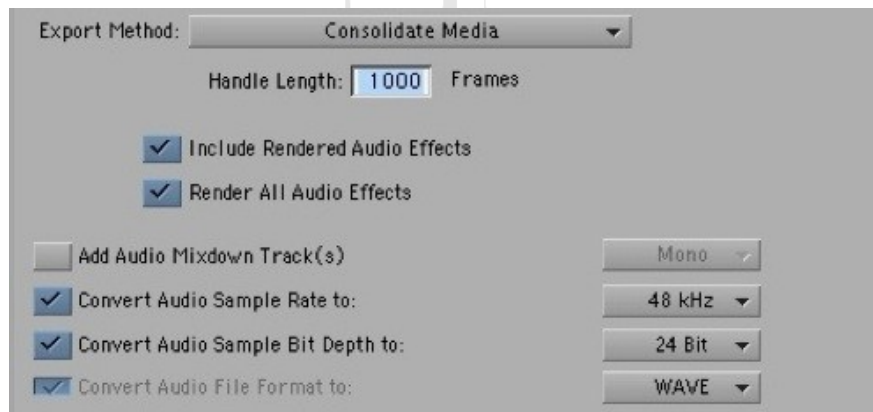 Export Method: Consolidate Media
Handle Length: 1000 Frames
Include Rendered Audio Effects
Render All Audio Effects
Add Audio Mixdown Track(s) Mono
Convert Audio Sample Rate to: 48 kHz
Convert Audio Sample Bit Depth to: 24 Bit
Convert Audio File Format to: WAVE